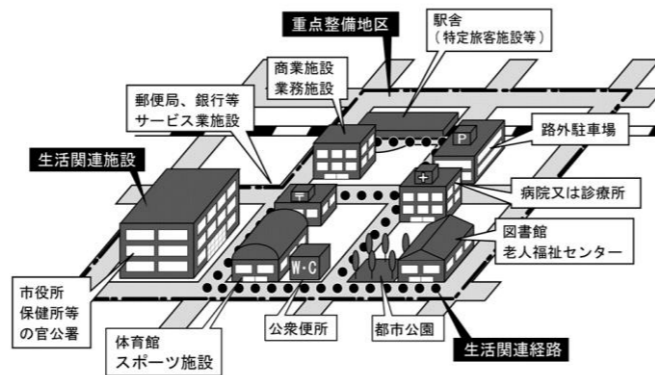 重点整備地区
駅舎
（特定旅客施設等）
商業施設
業務施設
郵便局、銀行等
サービス業施設
路外駐車場
P
生活関連施設
病院又は診療所
〒
図書館
老人福祉センター
W・C
市役所
保健所等
の官公署
体育館
スポーツ施設
公衆便所
都市公園
生活関連経路